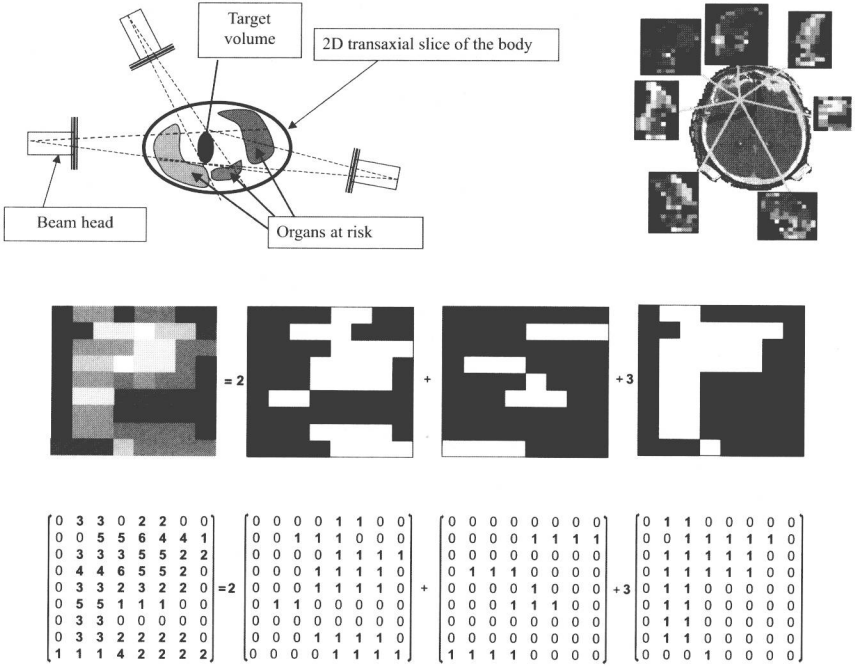 Target
volume
2D transaxial slice of the body
Beam head
Organs at risk
= 2 + + 3
0 3 3 0 2 2 0 0 0 0 0 0 1 1 0 0 0 0 0 0 0 0 0 0 0 1 1 0 0 0 0 0
0 0 5 5 6 4 4 1 0 0 1 1 1 0 0 0 0 0 0 0 1 1 1 1 0 0 1 1 1 1 1 0
0 3 3 3 5 5 2 2 0 0 0 0 1 1 1 1 0 0 0 0 0 0 0 0 0 1 1 1 1 1 0 0
0 4 4 6 5 5 2 0 0 0 0 1 1 1 1 0 0 1 1 1 0 0 0 0 0 1 1 1 1 1 0 0
0 3 3 2 3 2 2 0 =2 0 0 0 1 1 1 1 0 + 0 0 0 0 1 0 0 0 +3 0 1 1 0 0 0 0 0
0 5 5 1 1 1 0 0 0 1 1 0 0 0 0 0 0 0 0 1 1 1 0 0 0 1 1 0 0 0 0 0
0 3 3 0 0 0 0 0 0 0 0 0 0 0 0 0 0 0 0 0 0 0 0 0 0 1 1 0 0 0 0 0
0 3 3 2 2 2 2 0 0 0 0 1 1 1 1 0 0 0 0 0 0 0 0 0 0 1 1 0 0 0 0 0
1 1 1 4 2 2 2 2 0 0 0 0 1 1 1 1 1 1 1 1 0 0 0 0 0 0 0 1 0 0 0 0